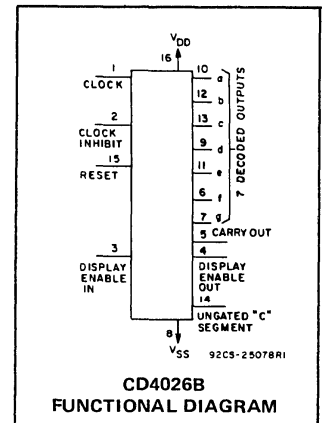 VDD
16
1
CLOCK
10 a
12 b
2
CLOCK
INHIBIT
13 c
15
RESET
9 d
11 e
6 f
7 g
7 DECODED OUTPUTS
5 CARRY OUT
3
DISPLAY
ENABLE
IN
4
DISPLAY
ENABLE
OUT
14
UNGATED "C"
SEGMENT
8
VSS
92CS-25078R1
CD4026B
FUNCTIONAL DIAGRAM